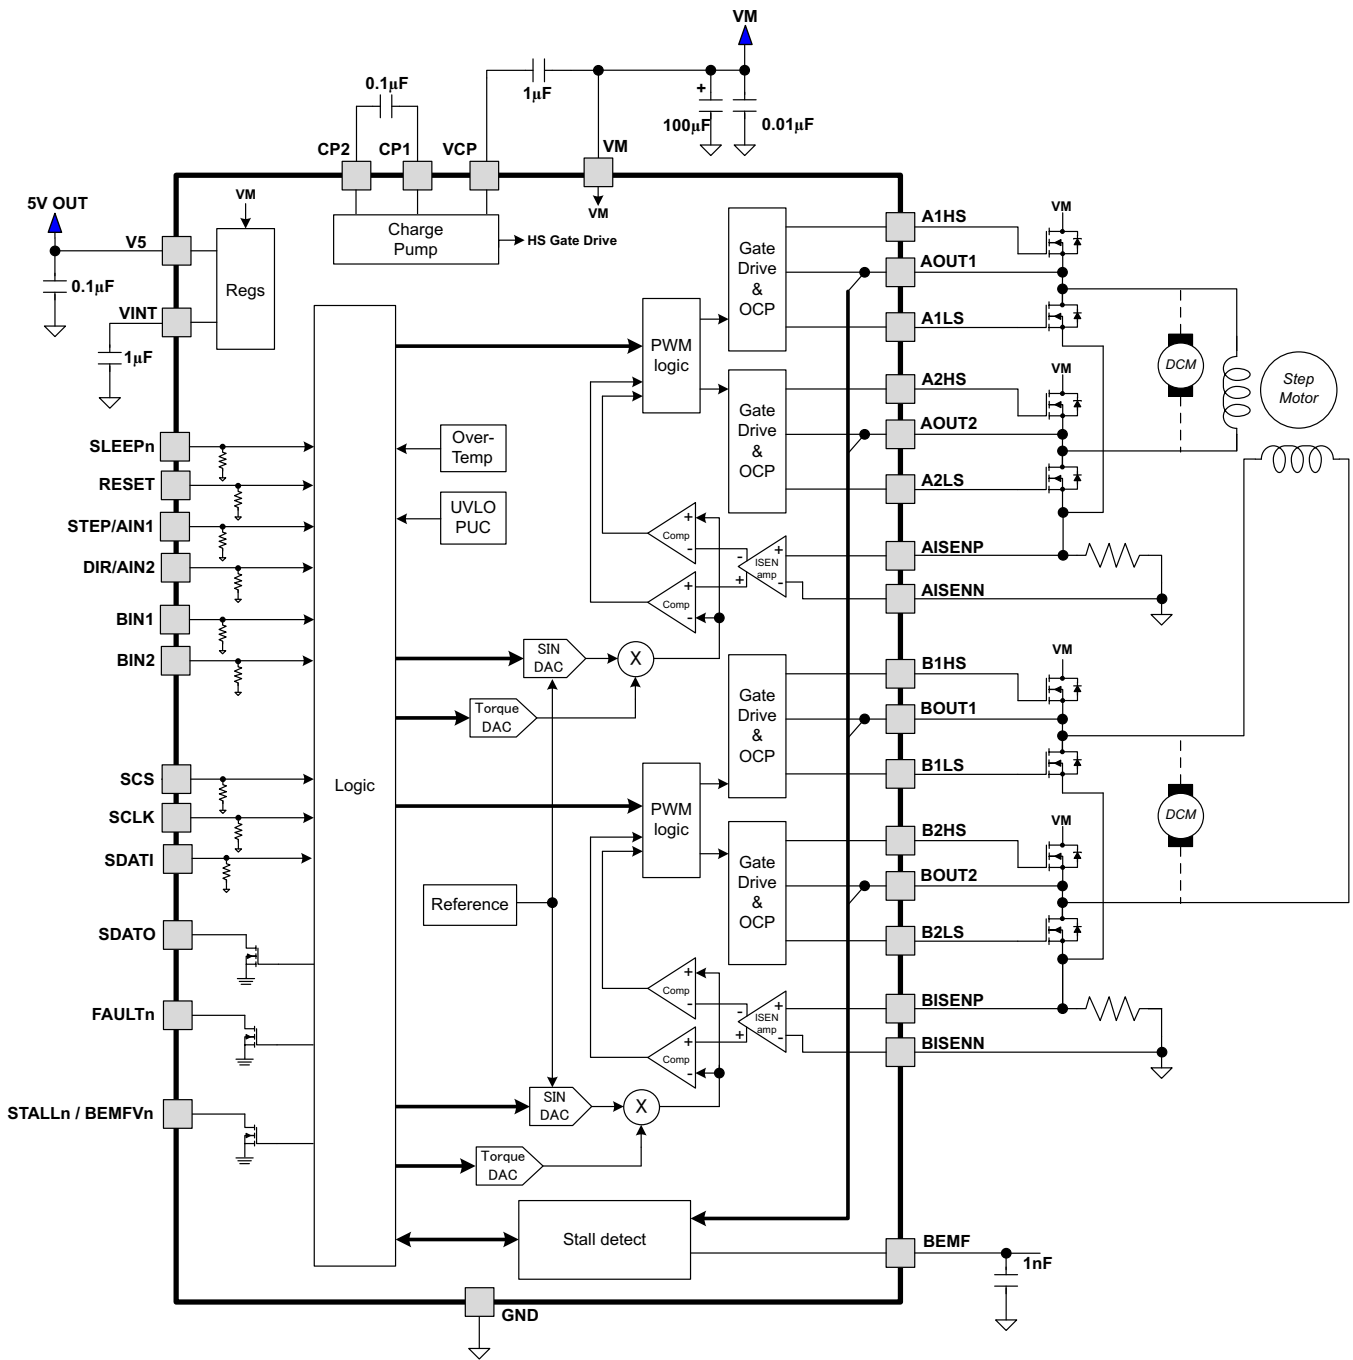 VM
0.1µF
1µF
+
100µF
0.01µF
CP2
CP1
VCP
VM
VM
Charge
Pump
HS Gate Drive
5V OUT
V5
0.1µF
VINT
1µF
VM
Regs
SLEEPn
RESET
STEP/AIN1
DIR/AIN2
BIN1
BIN2
SCS
SCLK
SDATI
SDATO
FAULTn
STALLn / BEMFVn
Logic
Over-
Temp
UVLO
PUC
PWM
logic
Gate
Drive
&
OCP
Gate
Drive
&
OCP
Comp
+
-
Comp
+
-
ISEN
amp
-
+
+
-
SIN
DAC
X
Torque
DAC
Reference
PWM
logic
Gate
Drive
&
OCP
Gate
Drive
&
OCP
Comp
+
-
Comp
+
-
ISEN
amp
-
+
+
-
SIN
DAC
X
Torque
DAC
Stall detect
GND
A1HS
AOUT1
A1LS
A2HS
AOUT2
A2LS
AISENP
AISENN
B1HS
BOUT1
B1LS
B2HS
BOUT2
B2LS
BISENP
BISENN
BEMF
1nF
VM
VM
DCM
Step
Motor
VM
VM
DCM